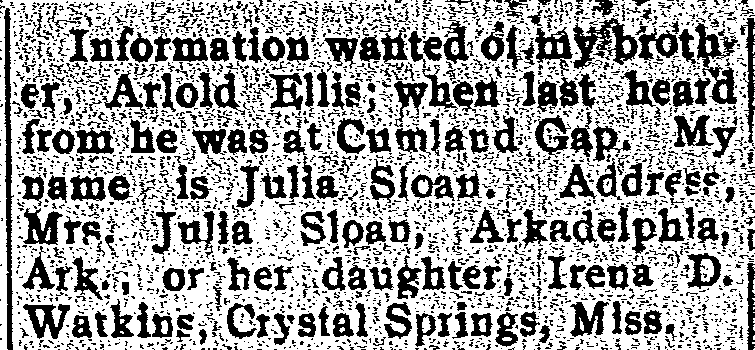 Information wanted of my broth-
er, Arlold Ellis; when last heard
from he was at Cumland Gap. My
name is Julia Sloan. Address,
Mrs. Julia Sloan, Arkadelphia,
Ark., or her daughter, Irena D.
Watkins, Crystal Springs, Miss.